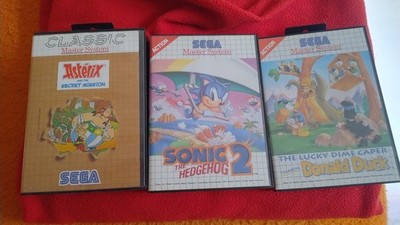 CLASSIC
Master System
Astérix
AND THE
SECRET MISSION
SEGA
ACTION
SEGA
Master System
SONIC
THE
HEDGEHOG 2
ACTION
SEGA
Master System
THE LUCKY DIME CAPER
Donald Duck